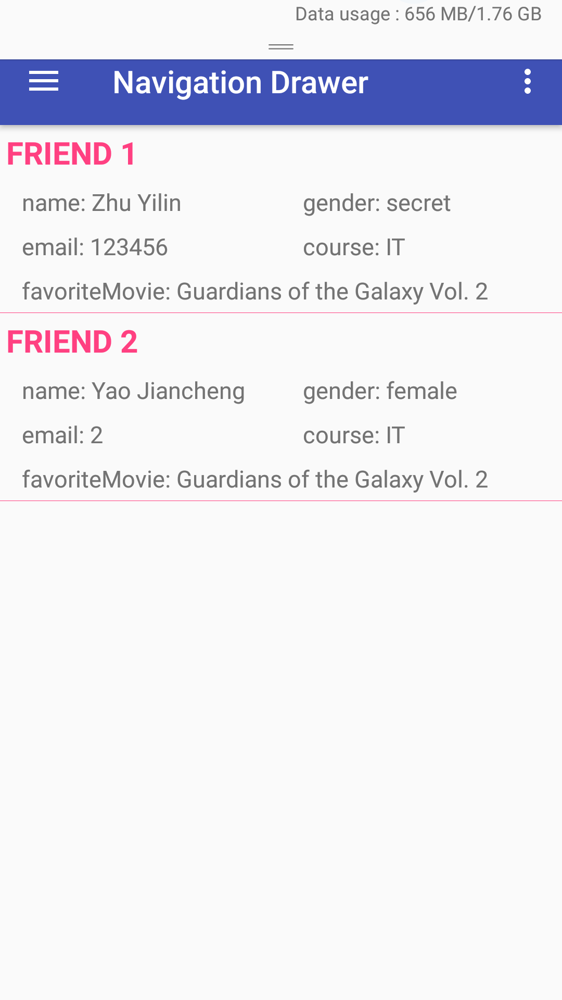 Data usage : 656 MB/1.76 GB
Navigation Drawer
FRIEND 1
name: Zhu Yilin gender: secret
email: 123456 course: IT
favoriteMovie: Guardians of the Galaxy Vol. 2
FRIEND 2
name: Yao Jiancheng gender: female
email: 2 course: IT
favoriteMovie: Guardians of the Galaxy Vol. 2